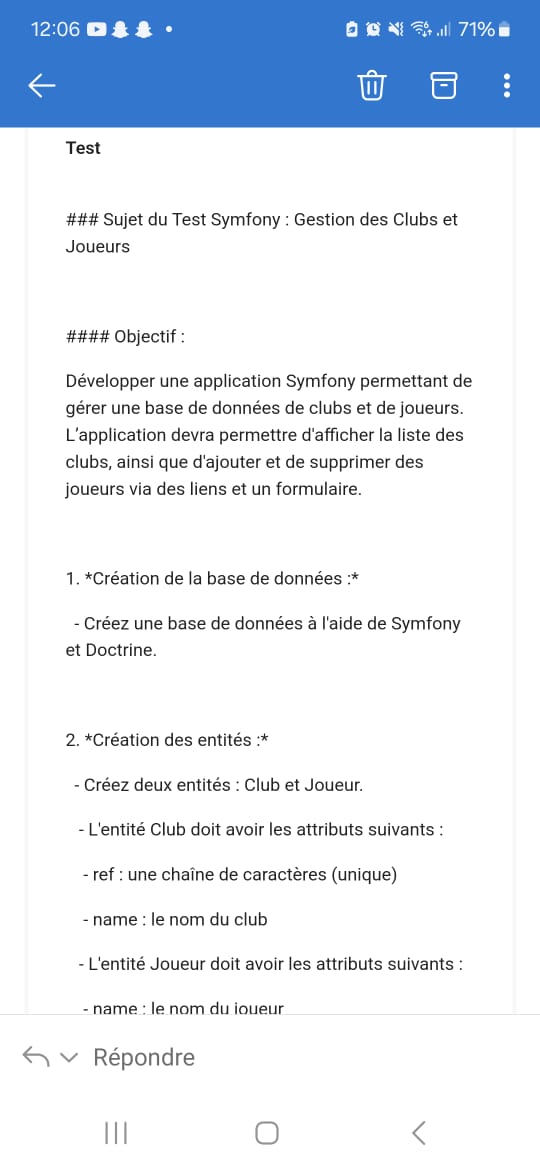 12:06
71%
Test
### Sujet du Test Symfony : Gestion des Clubs et
Joueurs
#### Objectif :
Développer une application Symfony permettant de
gérer une base de données de clubs et de joueurs.
L’application devra permettre d'afficher la liste des
clubs, ainsi que d'ajouter et de supprimer des
joueurs via des liens et un formulaire.
1. *Création de la base de données :*
- Créez une base de données à l'aide de Symfony
et Doctrine.
2. *Création des entités :*
- Créez deux entités : Club et Joueur.
- L'entité Club doit avoir les attributs suivants :
- ref : une chaîne de caractères (unique)
- name : le nom du club
- L'entité Joueur doit avoir les attributs suivants :
- name : le nom du joueur
Répondre